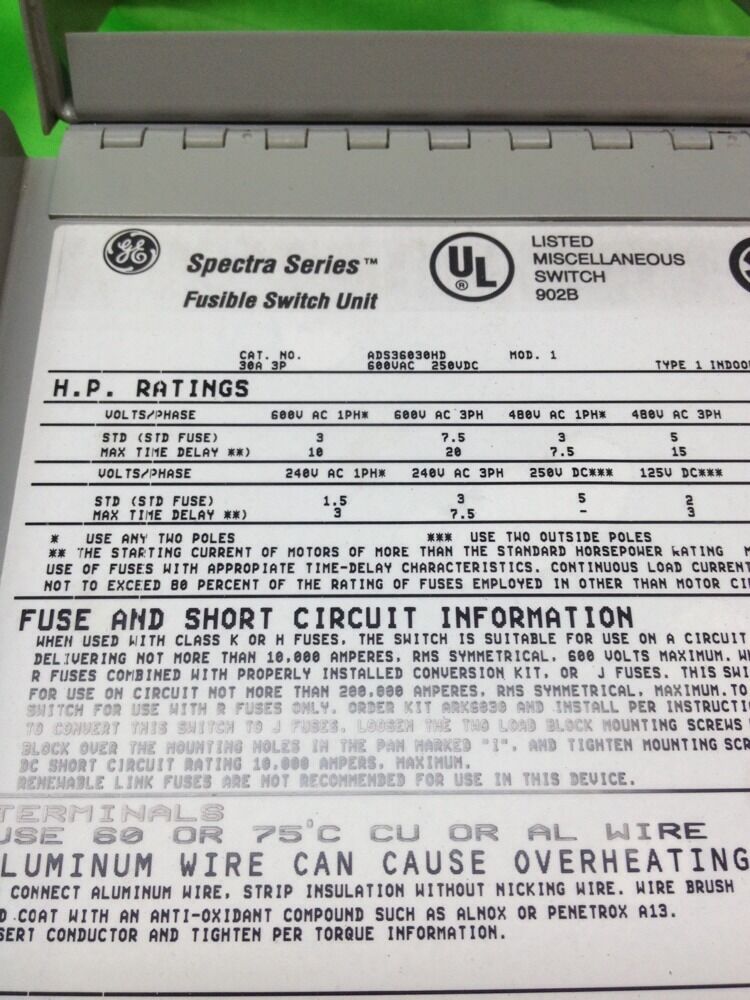 GE
Spectra Series™
Fusible Switch Unit
UL
®
LISTED
MISCELLANEOUS
SWITCH
902B
CAT. NO. ADS36030HD MOD. 1
30A 3P 600VAC 250VDC TYPE 1 INDOO
H.P. RATINGS
VOLTS/PHASE 600V AC 1PH* 600V AC 3PH 480V AC 1PH* 480V AC 3PH
STD (STD FUSE) 3 7.5 3 5
MAX TIME DELAY **) 10 20 7.5 15
VOLTS/PHASE 240V AC 1PH* 240V AC 3PH 250V DC*** 125V DC***
STD (STD FUSE) 1.5 3 5 2
MAX TIME DELAY **) 3 7.5 - 3
* USE ANY TWO POLES *** USE TWO OUTSIDE POLES
** THE STARTING CURRENT OF MOTORS OF MORE THAN THE STANDARD HORSEPOWER RATING
USE OF FUSES WITH APPROPIATE TIME-DELAY CHARACTERISTICS. CONTINUOUS LOAD CURRENT
NOT TO EXCEED 80 PERCENT OF THE RATING OF FUSES EMPLOYED IN OTHER THAN MOTOR CI
FUSE AND SHORT CIRCUIT INFORMATION
WHEN USED WITH CLASS K OR H FUSES, THE SWITCH IS SUITABLE FOR USE ON A CIRCUIT
DELIVERING NOT MORE THAN 10,000 AMPERES, RMS SYMMETRICAL, 600 VOLTS MAXIMUM. W
R FUSES COMBINED WITH PROPERLY INSTALLED CONVERSION KIT, OR J FUSES. THIS SWI
FOR USE ON CIRCUIT NOT MORE THAN 200,000 AMPERES, RMS SYMMETRICAL, MAXIMUM. TO
SWITCH FOR USE WITH R FUSES ONLY, ORDER KIT ARK6030 AND INSTALL PER INSTRUCTI
TO CONVERT THIS SWITCH TO J FUSES, LOOSEN THE TWO LOAD BLOCK MOUNTING SCREWS
BLOCK OVER THE MOUNTING HOLES IN THE PAN MARKED "I", AND TIGHTEN MOUNTING SCR
DC SHORT CIRCUIT RATING 10,000 AMPERS, MAXIMUM.
RENEWABLE LINK FUSES ARE NOT RECOMMENDED FOR USE IN THIS DEVICE.
TERMINALS
USE 60 OR 75°C CU OR AL WIRE
LUMINUM WIRE CAN CAUSE OVERHEATING
CONNECT ALUMINUM WIRE, STRIP INSULATION WITHOUT NICKING WIRE. WIRE BRUSH
D COAT WITH AN ANTI-OXIDANT COMPOUND SUCH AS ALNOX OR PENETROX A13.
SERT CONDUCTOR AND TIGHTEN PER TORQUE INFORMATION.